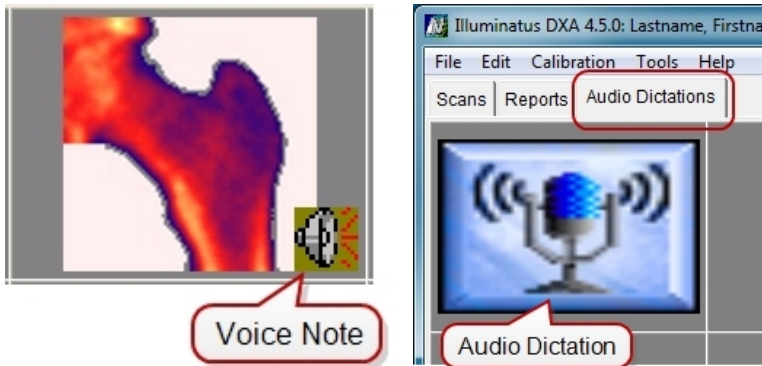 Voice Note
Illuminatus DXA 4.5.0: Lastname, Firstna
File Edit Calibration Tools Help
Scans Reports Audio Dictations
Audio Dictation